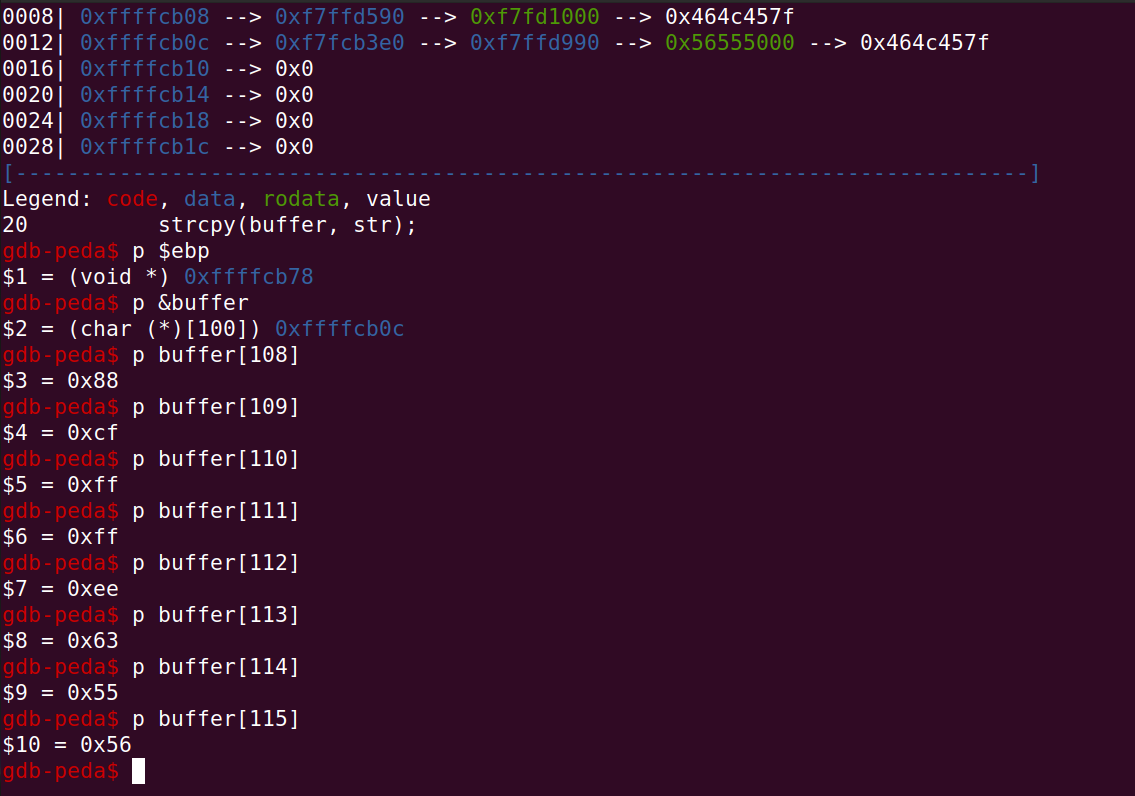 0008| 0xffffcb08 --> 0xf7ffd590 --> 0xf7fd1000 --> 0x464c457f
0012| 0xffffcb0c --> 0xf7fcb3e0 --> 0xf7ffd990 --> 0x56555000 --> 0x464c457f
0016| 0xffffcb10 --> 0x0
0020| 0xffffcb14 --> 0x0
0024| 0xffffcb18 --> 0x0
0028| 0xffffcb1c --> 0x0
[------------------------------------------------------------------------------]
Legend: code, data, rodata, value
20          strcpy(buffer, str);
gdb-peda$ p $ebp
$1 = (void *) 0xffffcb78
gdb-peda$ p &buffer
$2 = (char (*)[100]) 0xffffcb0c
gdb-peda$ p buffer[108]
$3 = 0x88
gdb-peda$ p buffer[109]
$4 = 0xcf
gdb-peda$ p buffer[110]
$5 = 0xff
gdb-peda$ p buffer[111]
$6 = 0xff
gdb-peda$ p buffer[112]
$7 = 0xee
gdb-peda$ p buffer[113]
$8 = 0x63
gdb-peda$ p buffer[114]
$9 = 0x55
gdb-peda$ p buffer[115]
$10 = 0x56
gdb-peda$